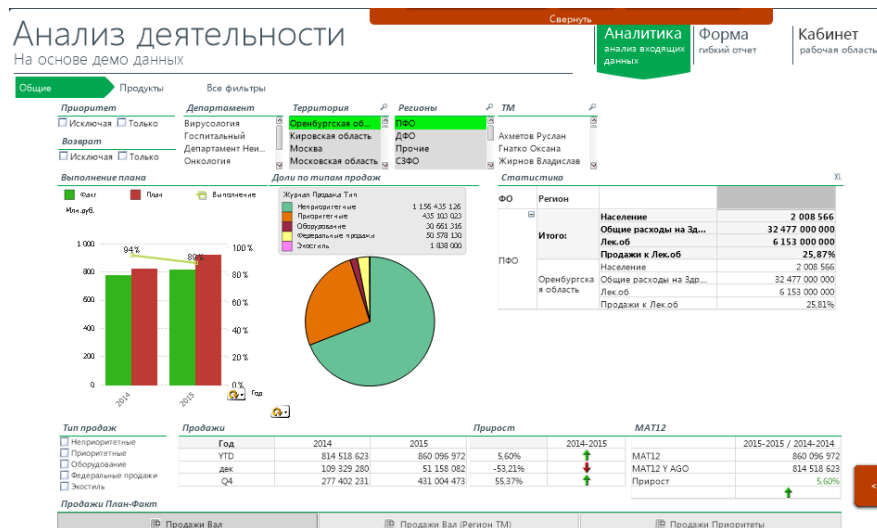 Свернуть
Анализ деятельности
На основе демо данных
Аналитика
анализ входящих
данных
Форма
гибкий отчет
Кабинет
рабочая область
Общие Продукты Все фильтры
Приоритет
Исключая Только
Возврат
Исключая Только
Департамент
Вирусология
Госпитальный
Департамент Неи...
Онкология
Территория
Оренбургская об...
Кировская область
Москва
Московская область
Регионы
ПФО
ДФО
Прочие
СЗФО
ТМ
Ахметов Руслан
Гнатко Оксана
Жирнов Владислав
Выполнение плана
Факт План Выполнение
Млн.руб.
1 000
800
600
400
200
0
94%
89%
100%
80%
60%
40%
20%
0%
2014 2015
Год
Доли по типам продаж
Журнал Продажа Тип
Неприоритетные 1 156 435 126
Приоритетные 435 103 023
Оборудование 30 661 316
Федеральные продажи 50 578 130
Экостиль 1 838 000
Статистика XL
ФО Регион
ПФО
Итого:
Население 2 008 566
Общие расходы на Зд... 32 477 000 000
Лек.об 6 153 000 000
Продажи к Лек.об 25,87%
Оренбургска
я область
Население 2 008 566
Общие расходы на Здр... 32 477 000 000
Лек.об 6 153 000 000
Продажи к Лек.об 25,81%
Тип продаж
Неприоритетные
Приоритетные
Оборудование
Федеральные продажи
Экостиль
Продажи Прирост
Год 2014 2015 2014-2015
YTD 814 518 623 860 096 972 5,60%
дек 109 329 280 51 158 082 -53,21%
Q4 277 402 231 431 004 473 55,37%
МАТ12
2015-2015 / 2014-2014
МАТ12 860 096 972
МАТ12 Y AGO 814 518 623
Прирост 5,60%
<
Продажи План-Факт
Продажи Вал Продажи Вал (Регион ТМ) Продажи Приоритеты